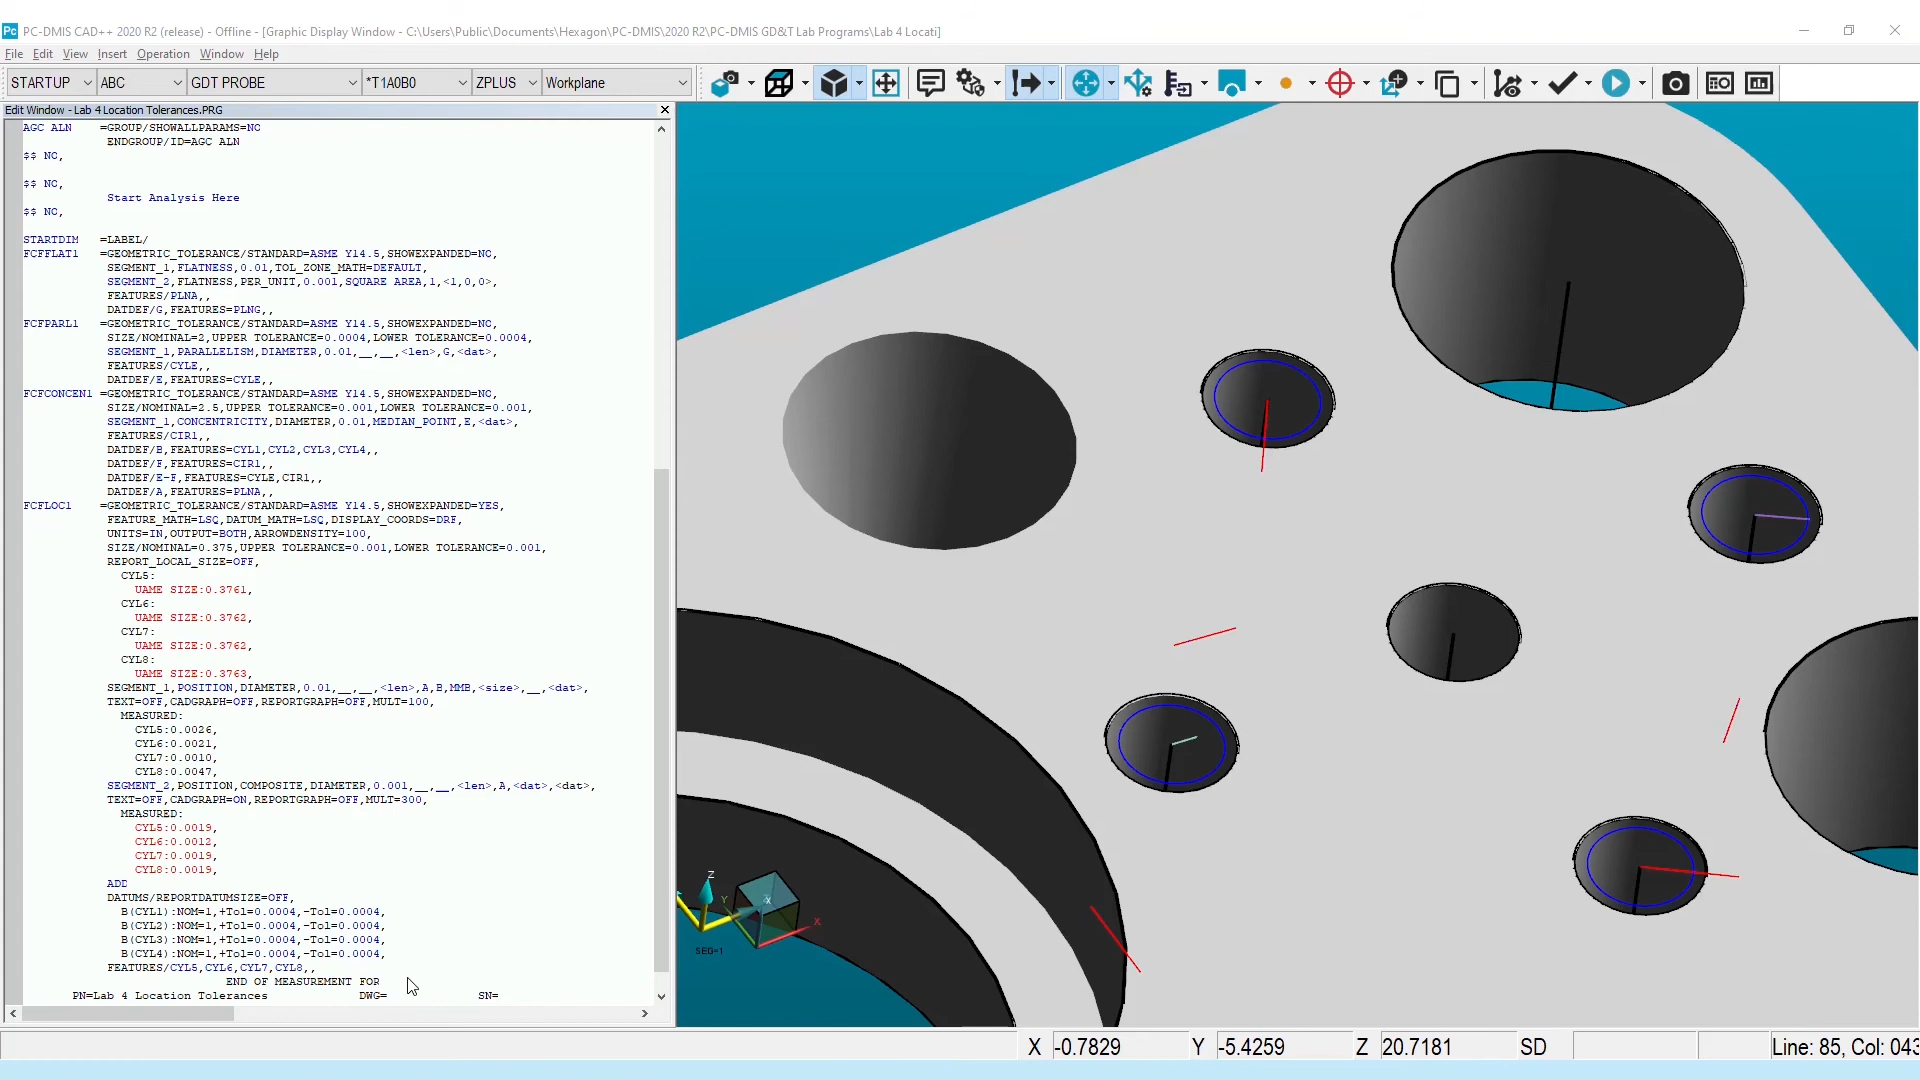 PC-DMIS CAD++ 2020 R2 (release) - Offline - [Graphic Display Window - C:\Users\Public\Documents\Hexagon\PC-DMIS\2020 R2\PC-DMIS GD&T Lab Programs\Lab 4 Locati]
File Edit View Insert Operation Window Help
STARTUP ABC GDT PROBE *T1A0B0 ZPLUS Workplane
Edit Window - Lab 4 Location Tolerances.PRG
AGC ALN =GROUP/SHOWALLPARAMS=NO
ENDGROUP/ID=AGC ALN
$$ NO,
$$ NO,
Start Analysis Here
$$ NO,
STARTDIM =LABEL/
FCFFLAT1 =GEOMETRIC_TOLERANCE/STANDARD=ASME Y14.5,SHOWEXPANDED=NO,
SEGMENT_1,FLATNESS,0.01,TOL_ZONE_MATH=DEFAULT,
SEGMENT_2,FLATNESS,PER_UNIT,0.001,SQUARE AREA,1,<1,0,0>,
FEATURES/PLNA,,
DATDEF/G,FEATURES=PLNG,,
FCFPARL1 =GEOMETRIC_TOLERANCE/STANDARD=ASME Y14.5,SHOWEXPANDED=NO,
SIZE/NOMINAL=2,UPPER TOLERANCE=0.0004,LOWER TOLERANCE=0.0004,
SEGMENT_1,PARALLELISM,DIAMETER,0.01,__,__,<len>,G,<dat>,
FEATURES/CYLE,,
DATDEF/E,FEATURES=CYLE,,
FCFCONCEN1 =GEOMETRIC_TOLERANCE/STANDARD=ASME Y14.5,SHOWEXPANDED=NO,
SIZE/NOMINAL=2.5,UPPER TOLERANCE=0.001,LOWER TOLERANCE=0.001,
SEGMENT_1,CONCENTRICITY,DIAMETER,0.01,MEDIAN_POINT,E,<dat>,
FEATURES/CIR1,,
DATDEF/B,FEATURES=CYL1,CYL2,CYL3,CYL4,,
DATDEF/F,FEATURES=CIR1,,
DATDEF/E-F,FEATURES=CYLE,CIR1,,
DATDEF/A,FEATURES=PLNA,,
FCFLOC1 =GEOMETRIC_TOLERANCE/STANDARD=ASME Y14.5,SHOWEXPANDED=YES,
FEATURE_MATH=LSQ,DATUM_MATH=LSQ,DISPLAY_COORDS=DRF,
UNITS=IN,OUTPUT=BOTH,ARROWDENSITY=100,
SIZE/NOMINAL=0.375,UPPER TOLERANCE=0.001,LOWER TOLERANCE=0.001,
REPORT_LOCAL_SIZE=OFF,
CYL5:
UAME SIZE:0.3761,
CYL6:
UAME SIZE:0.3762,
CYL7:
UAME SIZE:0.3762,
CYL8:
UAME SIZE:0.3763,
SEGMENT_1,POSITION,DIAMETER,0.01,__,__,<len>,A,B,MMB,<size>,__,<dat>,
TEXT=OFF,CADGRAPH=OFF,REPORTGRAPH=OFF,MULT=100,
MEASURED:
CYL5:0.0026,
CYL6:0.0021,
CYL7:0.0010,
CYL8:0.0047,
SEGMENT_2,POSITION,COMPOSITE,DIAMETER,0.001,__,__,<len>,A,<dat>,<dat>,
TEXT=OFF,CADGRAPH=ON,REPORTGRAPH=OFF,MULT=300,
MEASURED:
CYL5:0.0019,
CYL6:0.0012,
CYL7:0.0019,
CYL8:0.0019,
ADD
DATUMS/REPORTDATUMSIZE=OFF,
B(CYL1):NOM=1,+Tol=0.0004,-Tol=0.0004,
B(CYL2):NOM=1,+Tol=0.0004,-Tol=0.0004,
B(CYL3):NOM=1,+Tol=0.0004,-Tol=0.0004,
B(CYL4):NOM=1,+Tol=0.0004,-Tol=0.0004,
FEATURES/CYL5,CYL6,CYL7,CYL8,,
END OF MEASUREMENT FOR
PN=Lab 4 Location Tolerances DWG= SN=
Z
Y X
X
SEG=1
X -0.7829 Y -5.4259 Z 20.7181 SD Line: 85, Col: 043